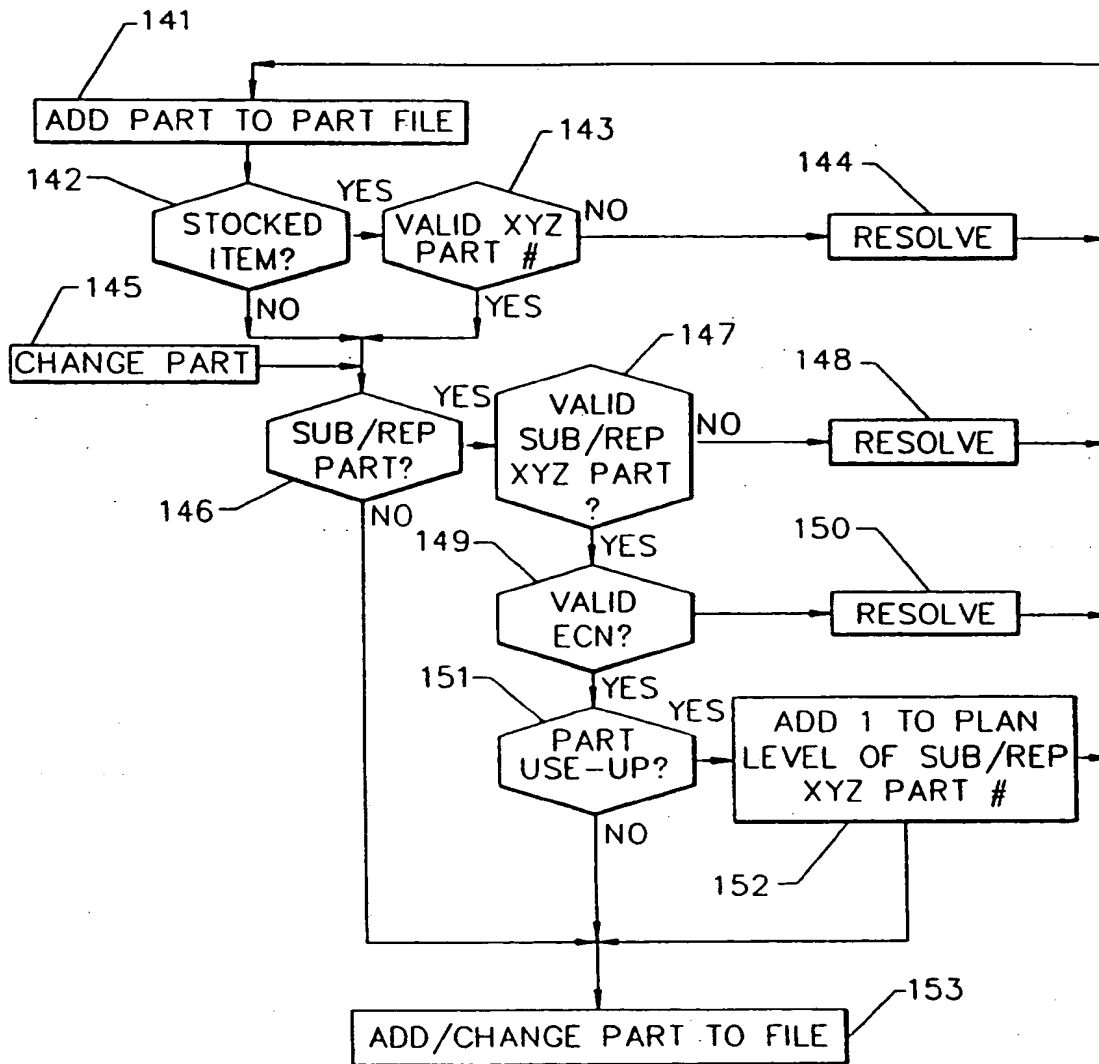 141
ADD PART TO PART FILE
142
STOCKED
ITEM?
YES
143
VALID XYZ
PART #
NO
144
RESOLVE
NO
YES
145
CHANGE PART
146
SUB/REP
PART?
YES
147
VALID
SUB/REP
XYZ PART
?
NO
148
RESOLVE
NO
YES
149
VALID
ECN?
150
RESOLVE
YES
151
PART
USE-UP?
YES
ADD 1 TO PLAN
LEVEL OF SUB/REP
XYZ PART #
152
NO
153
ADD/CHANGE PART TO FILE